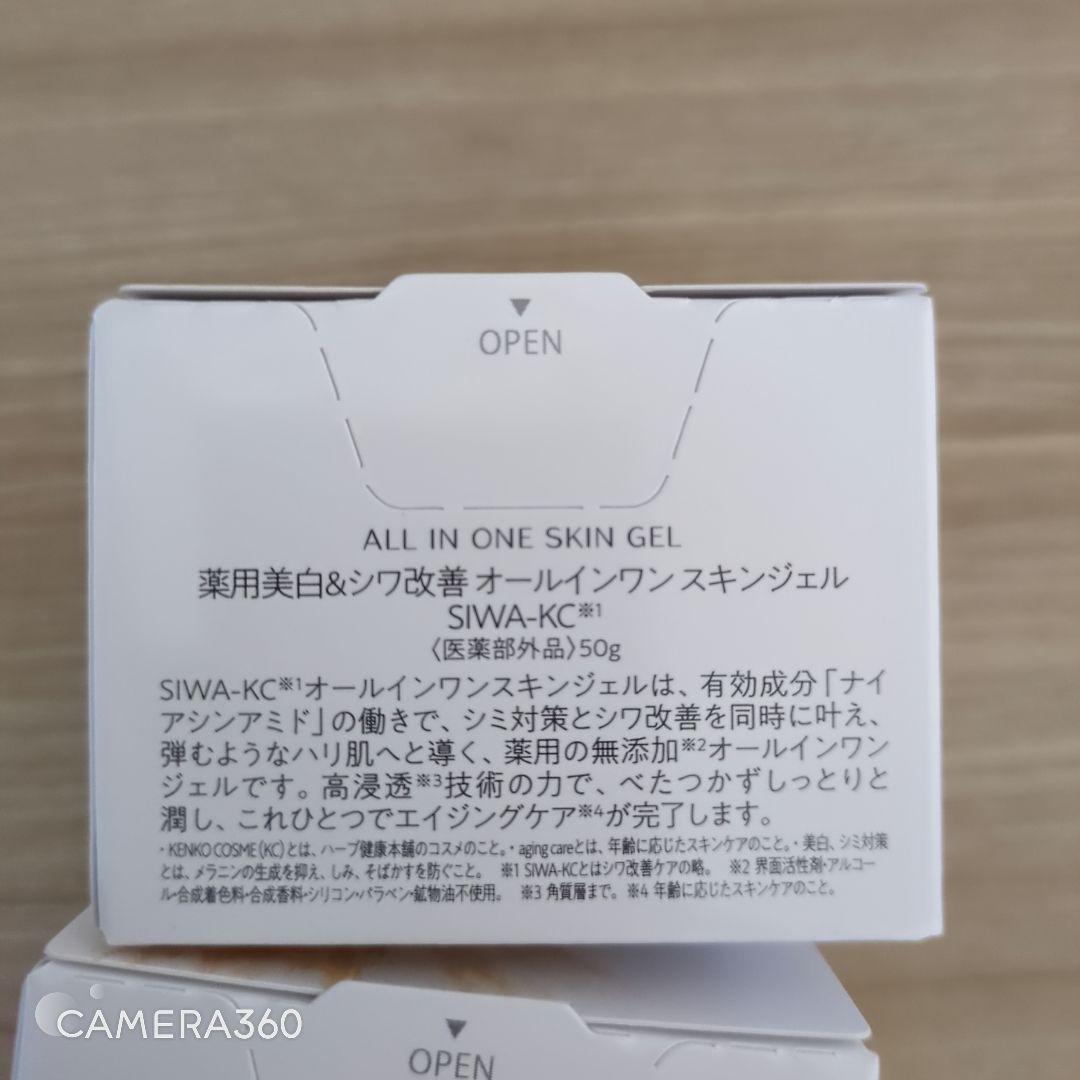 ▼
OPEN
ALL IN ONE SKIN GEL
薬用美白&シワ改善 オールインワン スキンジェル
SIWA-KC※1
〈医薬部外品〉50g
SIWA-KC※1オールインワンスキンジェルは、有効成分「ナイ
アシンアミド」の働きで、シミ対策とシワ改善を同時に叶え、
弾むようなハリ肌へと導く、薬用の無添加※2オールインワン
ジェルです。高浸透※3技術の力で、べたつかずしっとりと
潤し、これひとつでエイジングケア※4が完了します。
・KENKO COSME(KC)とは、ハーブ健康本舗のコスメのこと。・aging careとは、年齢に応じたスキンケアのこと。・美白、シミ対策
とは、メラニンの生成を抑え、しみ、そばかすを防ぐこと。 ※1 SIWA-KCとはシワ改善ケアの略。 ※2 界面活性剤・アルコー
ル・合成着色料・合成香料・シリコン・パラベン・鉱物油不使用。 ※3 角質層まで。 ※4 年齢に応じたスキンケアのこと。
CAMERA360
▼
OPEN